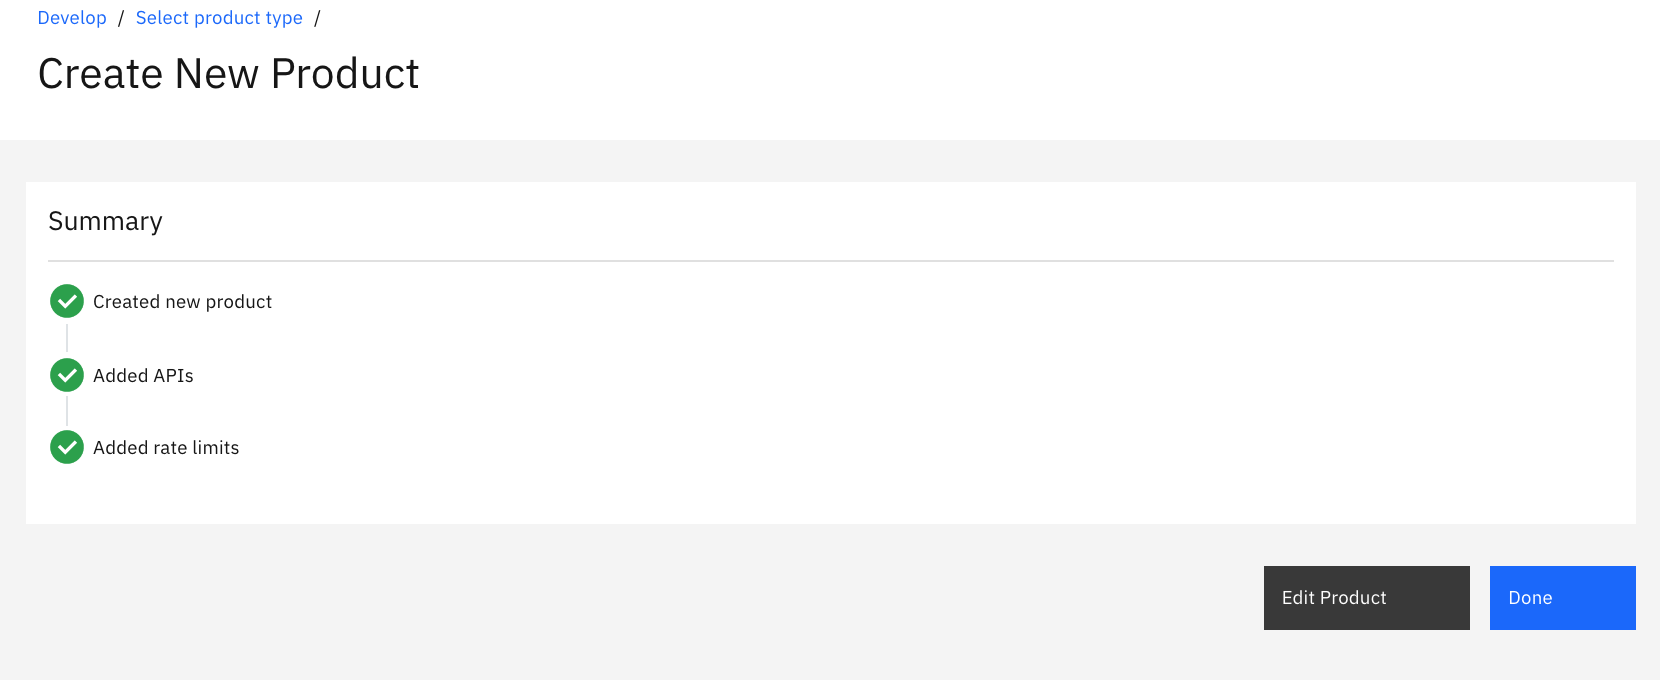 Develop / Select product type /
Create New Product
Summary
Created new product
Added APIs
Added rate limits
Edit Product
Done